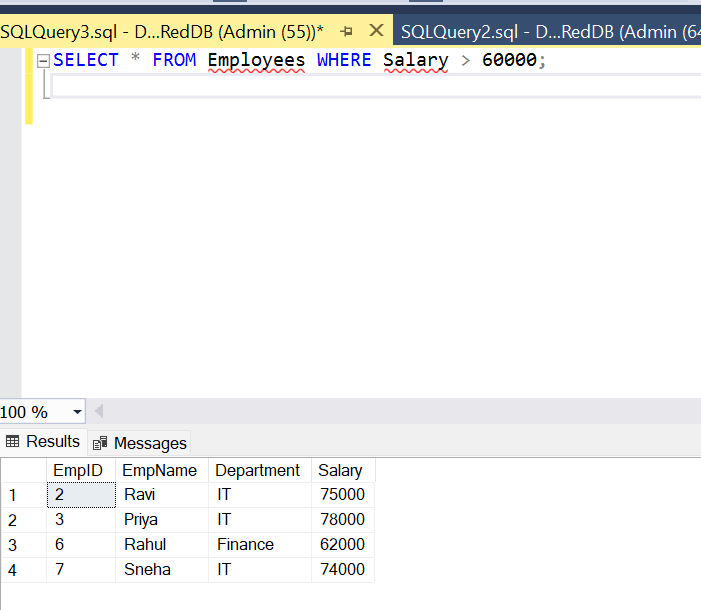 SQLQuery3.sql - D...RedDB (Admin (55))* SQLQuery2.sql - D...RedDB (Admin (64
SELECT * FROM Employees WHERE Salary > 60000;
100 %
Results Messages
EmpID EmpName Department Salary
1 2 Ravi IT 75000
2 3 Priya IT 78000
3 6 Rahul Finance 62000
4 7 Sneha IT 74000